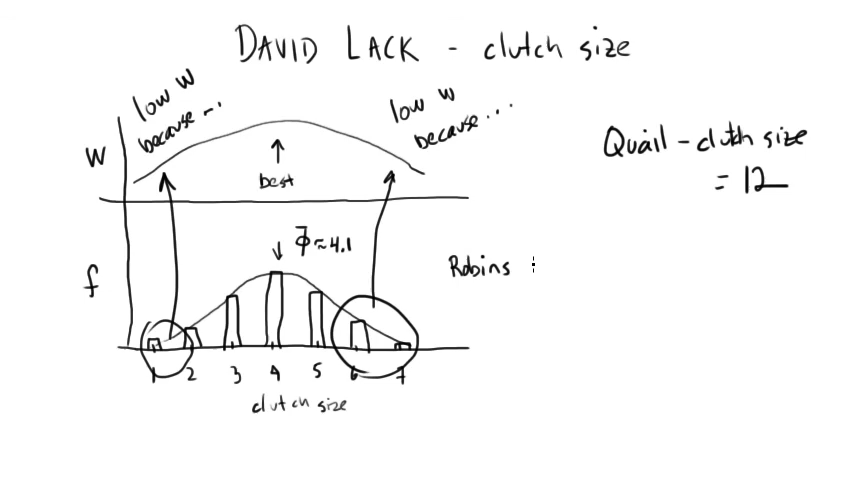 DAVID LACK - clutch size
low W
because...
low W
because...
W
best
Quail - clutch size
= 12
f
Φ̄ ≈ 4.1
Robins :
1 2 3 4 5 6 7
clutch size